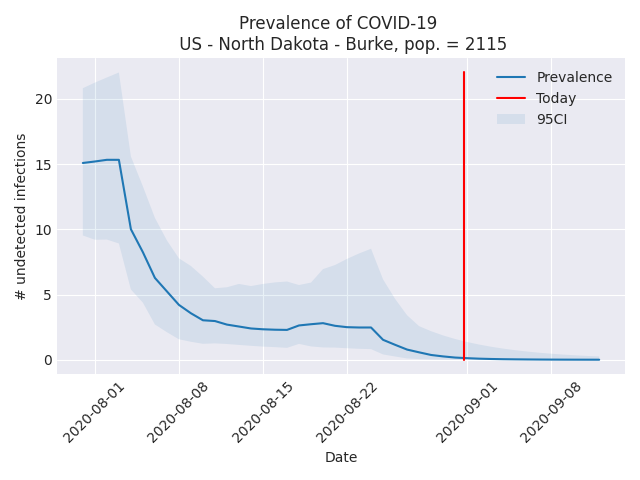 Prevalence of COVID-19
US - North Dakota - Burke, pop. = 2115
Prevalence
Today
95CI
20
15
10
5
0
# undetected infections
2020-08-01
2020-08-08
2020-08-15
2020-08-22
2020-09-01
2020-09-08
Date